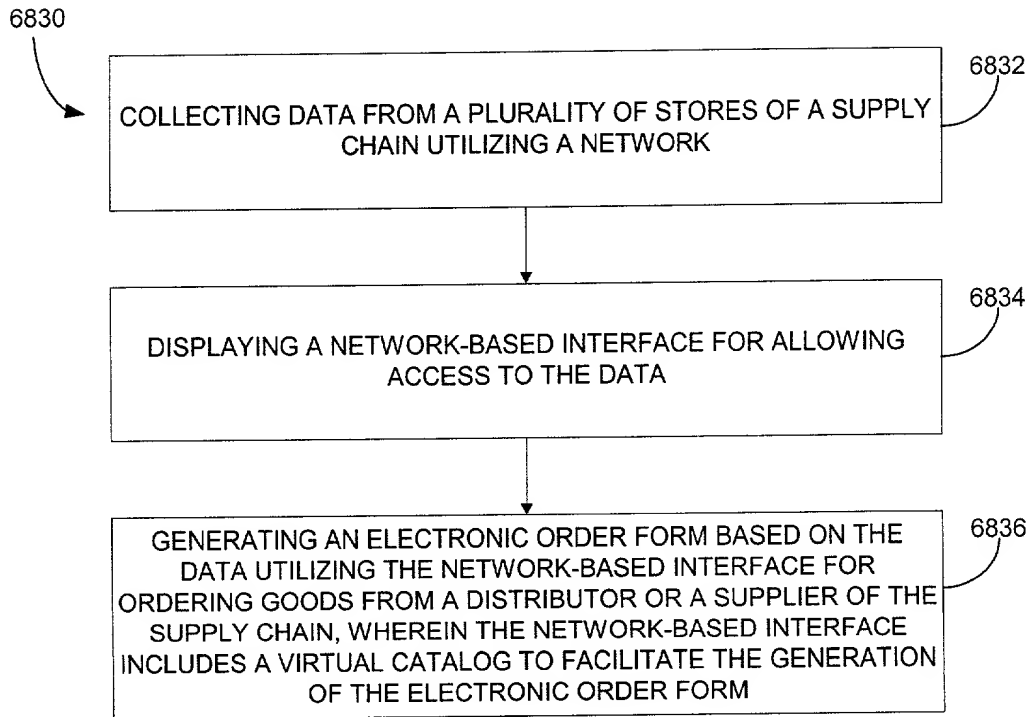 6830
6832
COLLECTING DATA FROM A PLURALITY OF STORES OF A SUPPLY
CHAIN UTILIZING A NETWORK
6834
DISPLAYING A NETWORK-BASED INTERFACE FOR ALLOWING
ACCESS TO THE DATA
6836
GENERATING AN ELECTRONIC ORDER FORM BASED ON THE
DATA UTILIZING THE NETWORK-BASED INTERFACE FOR
ORDERING GOODS FROM A DISTRIBUTOR OR A SUPPLIER OF THE
SUPPLY CHAIN, WHEREIN THE NETWORK-BASED INTERFACE
INCLUDES A VIRTUAL CATALOG TO FACILITATE THE GENERATION
OF THE ELECTRONIC ORDER FORM